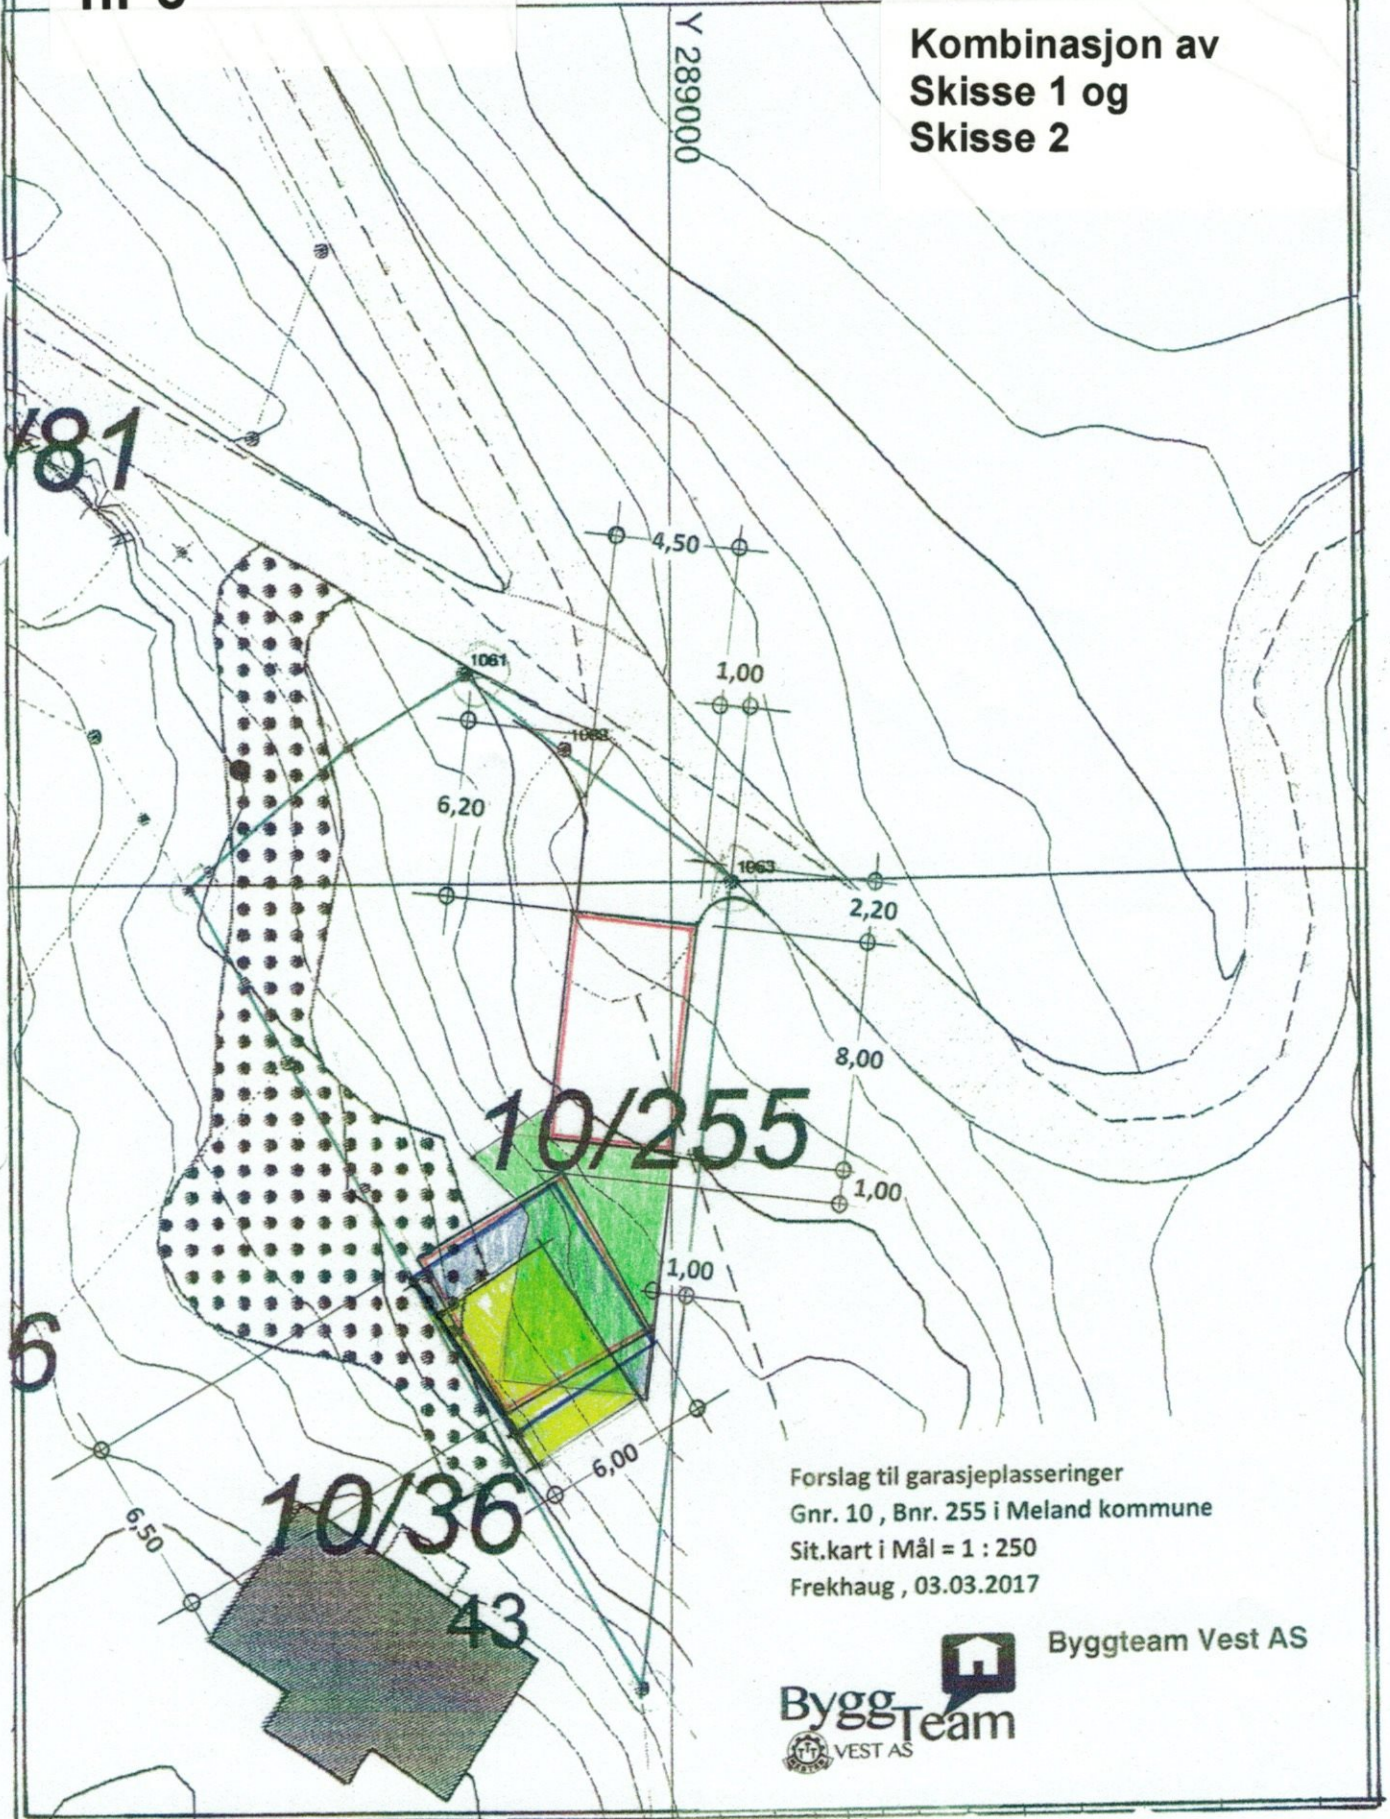 Kombinasjon av
Skisse 1 og
Skisse 2
Y 289000
81
4,50
1061
1,00
6,20
1063
2,20
8,00
10/255
1,00
1,00
6
6,00
10/36
6,50
43
Forslag til garasjeplasseringer
Gnr. 10 , Bnr. 255 i Meland kommune
Sit.kart i Mål = 1 : 250
Frekhaug , 03.03.2017
Byggteam Vest AS
Bygg
Team
VEST AS